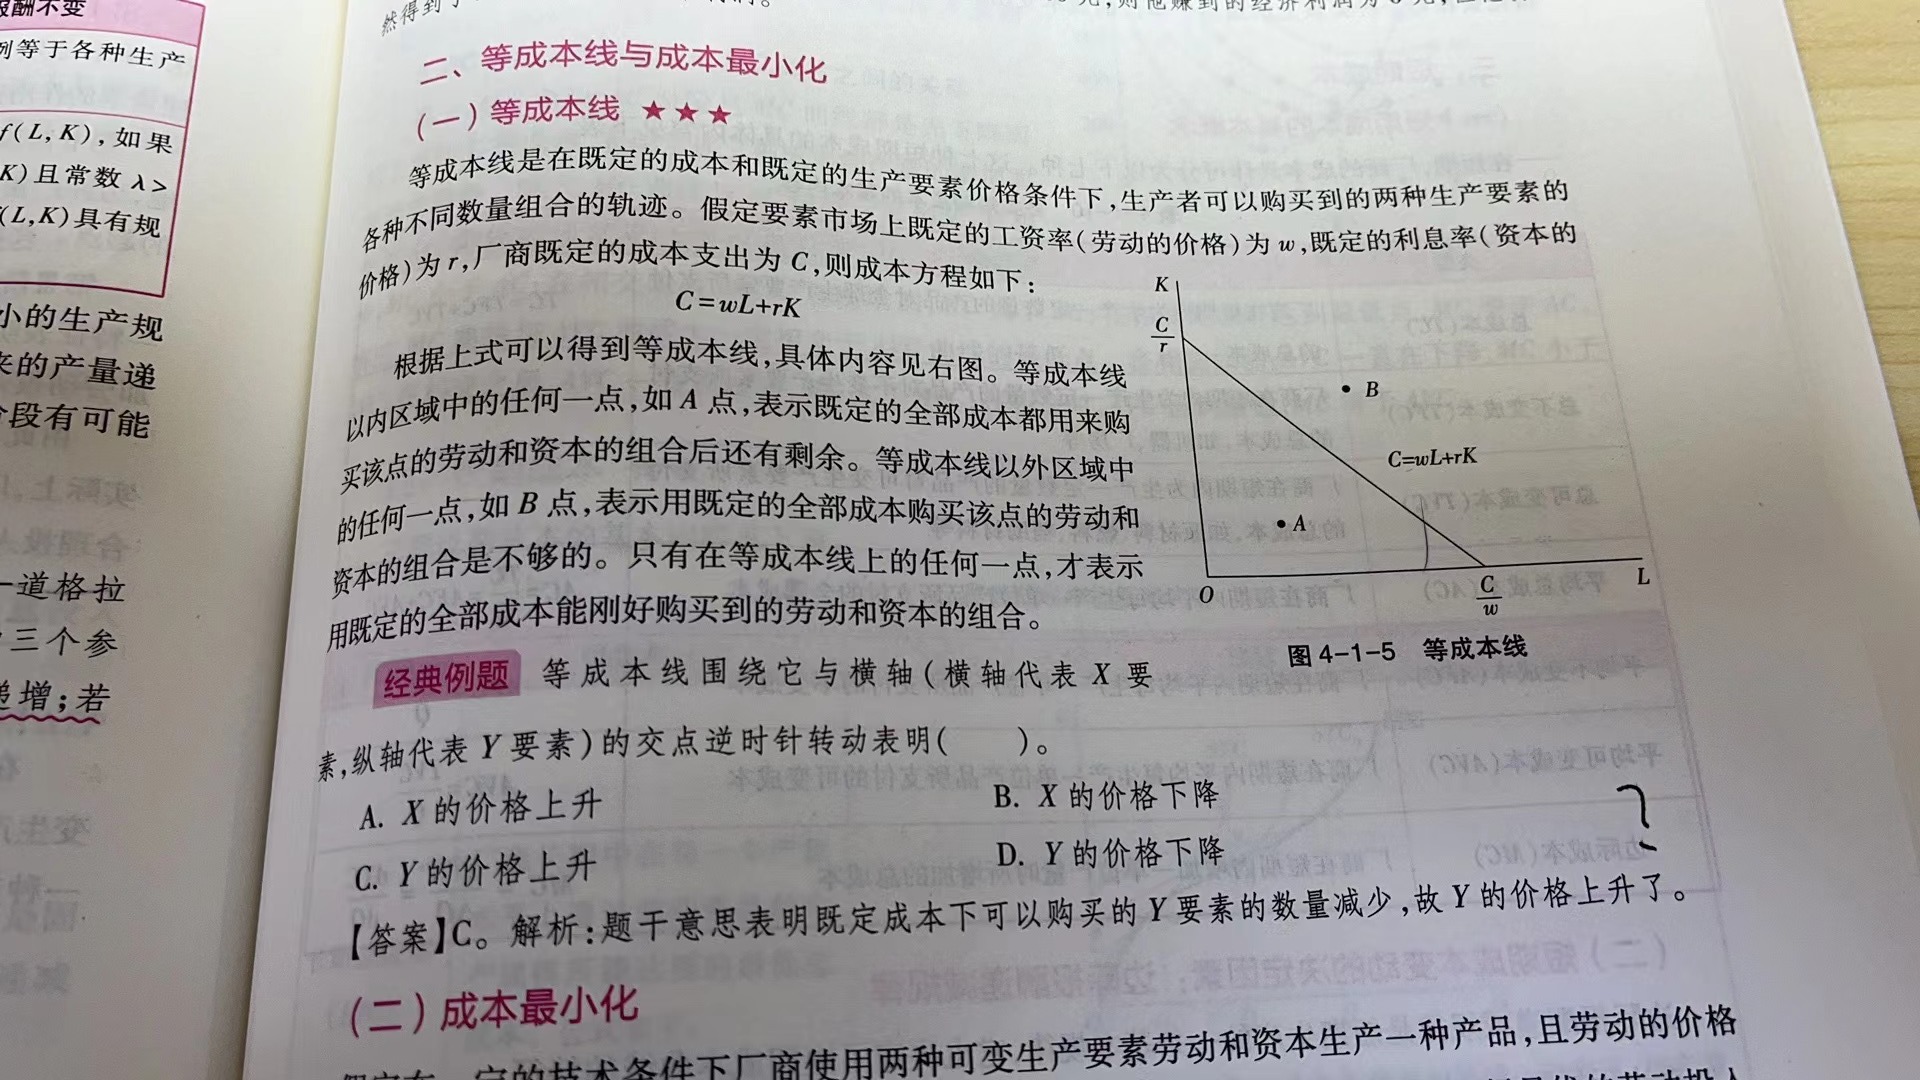 报酬不变
例等于各种生产
f(L,K),如果
K)且常数 λ>
(L,K)具有规
小的生产规
来的产量递
阶段有可能
一道格拉
三个参
递增;若
二、等成本线与成本最小化
(一)等成本线 ★★★
等成本线是在既定的成本和既定的生产要素价格条件下,生产者可以购买到的两种生产要素的
各种不同数量组合的轨迹。假定要素市场上既定的工资率(劳动的价格)为 w,既定的利息率(资本的
价格)为 r,厂商既定的成本支出为 C,则成本方程如下:
C=wL+rK
根据上式可以得到等成本线,具体内容见右图。等成本线
以内区域中的任何一点,如 A 点,表示既定的全部成本都用来购
买该点的劳动和资本的组合后还有剩余。等成本线以外区域中
的任何一点,如 B 点,表示用既定的全部成本购买该点的劳动和
资本的组合是不够的。只有在等成本线上的任何一点,才表示
用既定的全部成本能刚好购买到的劳动和资本的组合。
K
C
r
B
C=wL+rK
A
O
C
w
L
图 4-1-5 等成本线
经典例题 等成本线围绕它与横轴(横轴代表 X 要
素,纵轴代表 Y 要素)的交点逆时针转动表明( )。
A. X 的价格上升
B. X 的价格下降
C. Y 的价格上升
D. Y 的价格下降
?
【答案】C。解析:题干意思表明既定成本下可以购买的 Y 要素的数量减少,故 Y 的价格上升了。
(二)成本最小化
一定的技术条件下厂商使用两种可变生产要素劳动和资本生产一种产品,且劳动的价格